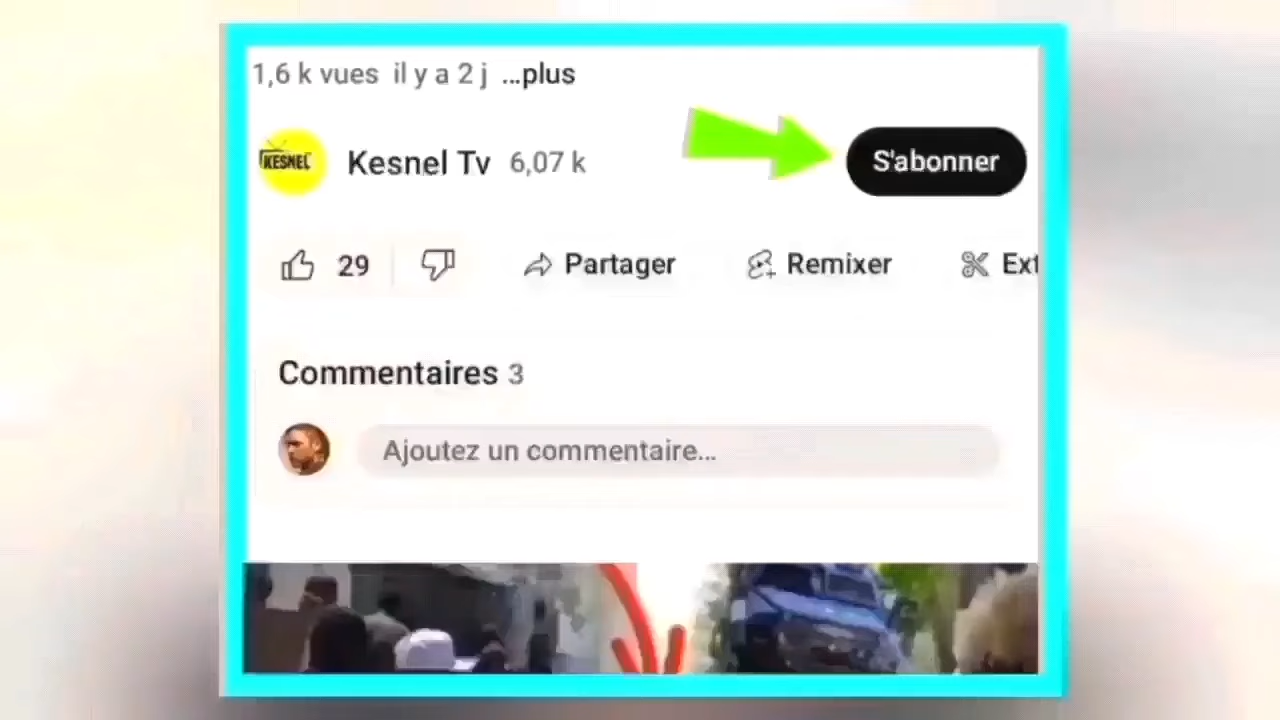 1,6 k vues il y a 2 j ...plus
KESNEL
Kesnel Tv 6,07 k
S'abonner
29
Partager
Remixer
Ext
Commentaires 3
Ajoutez un commentaire...